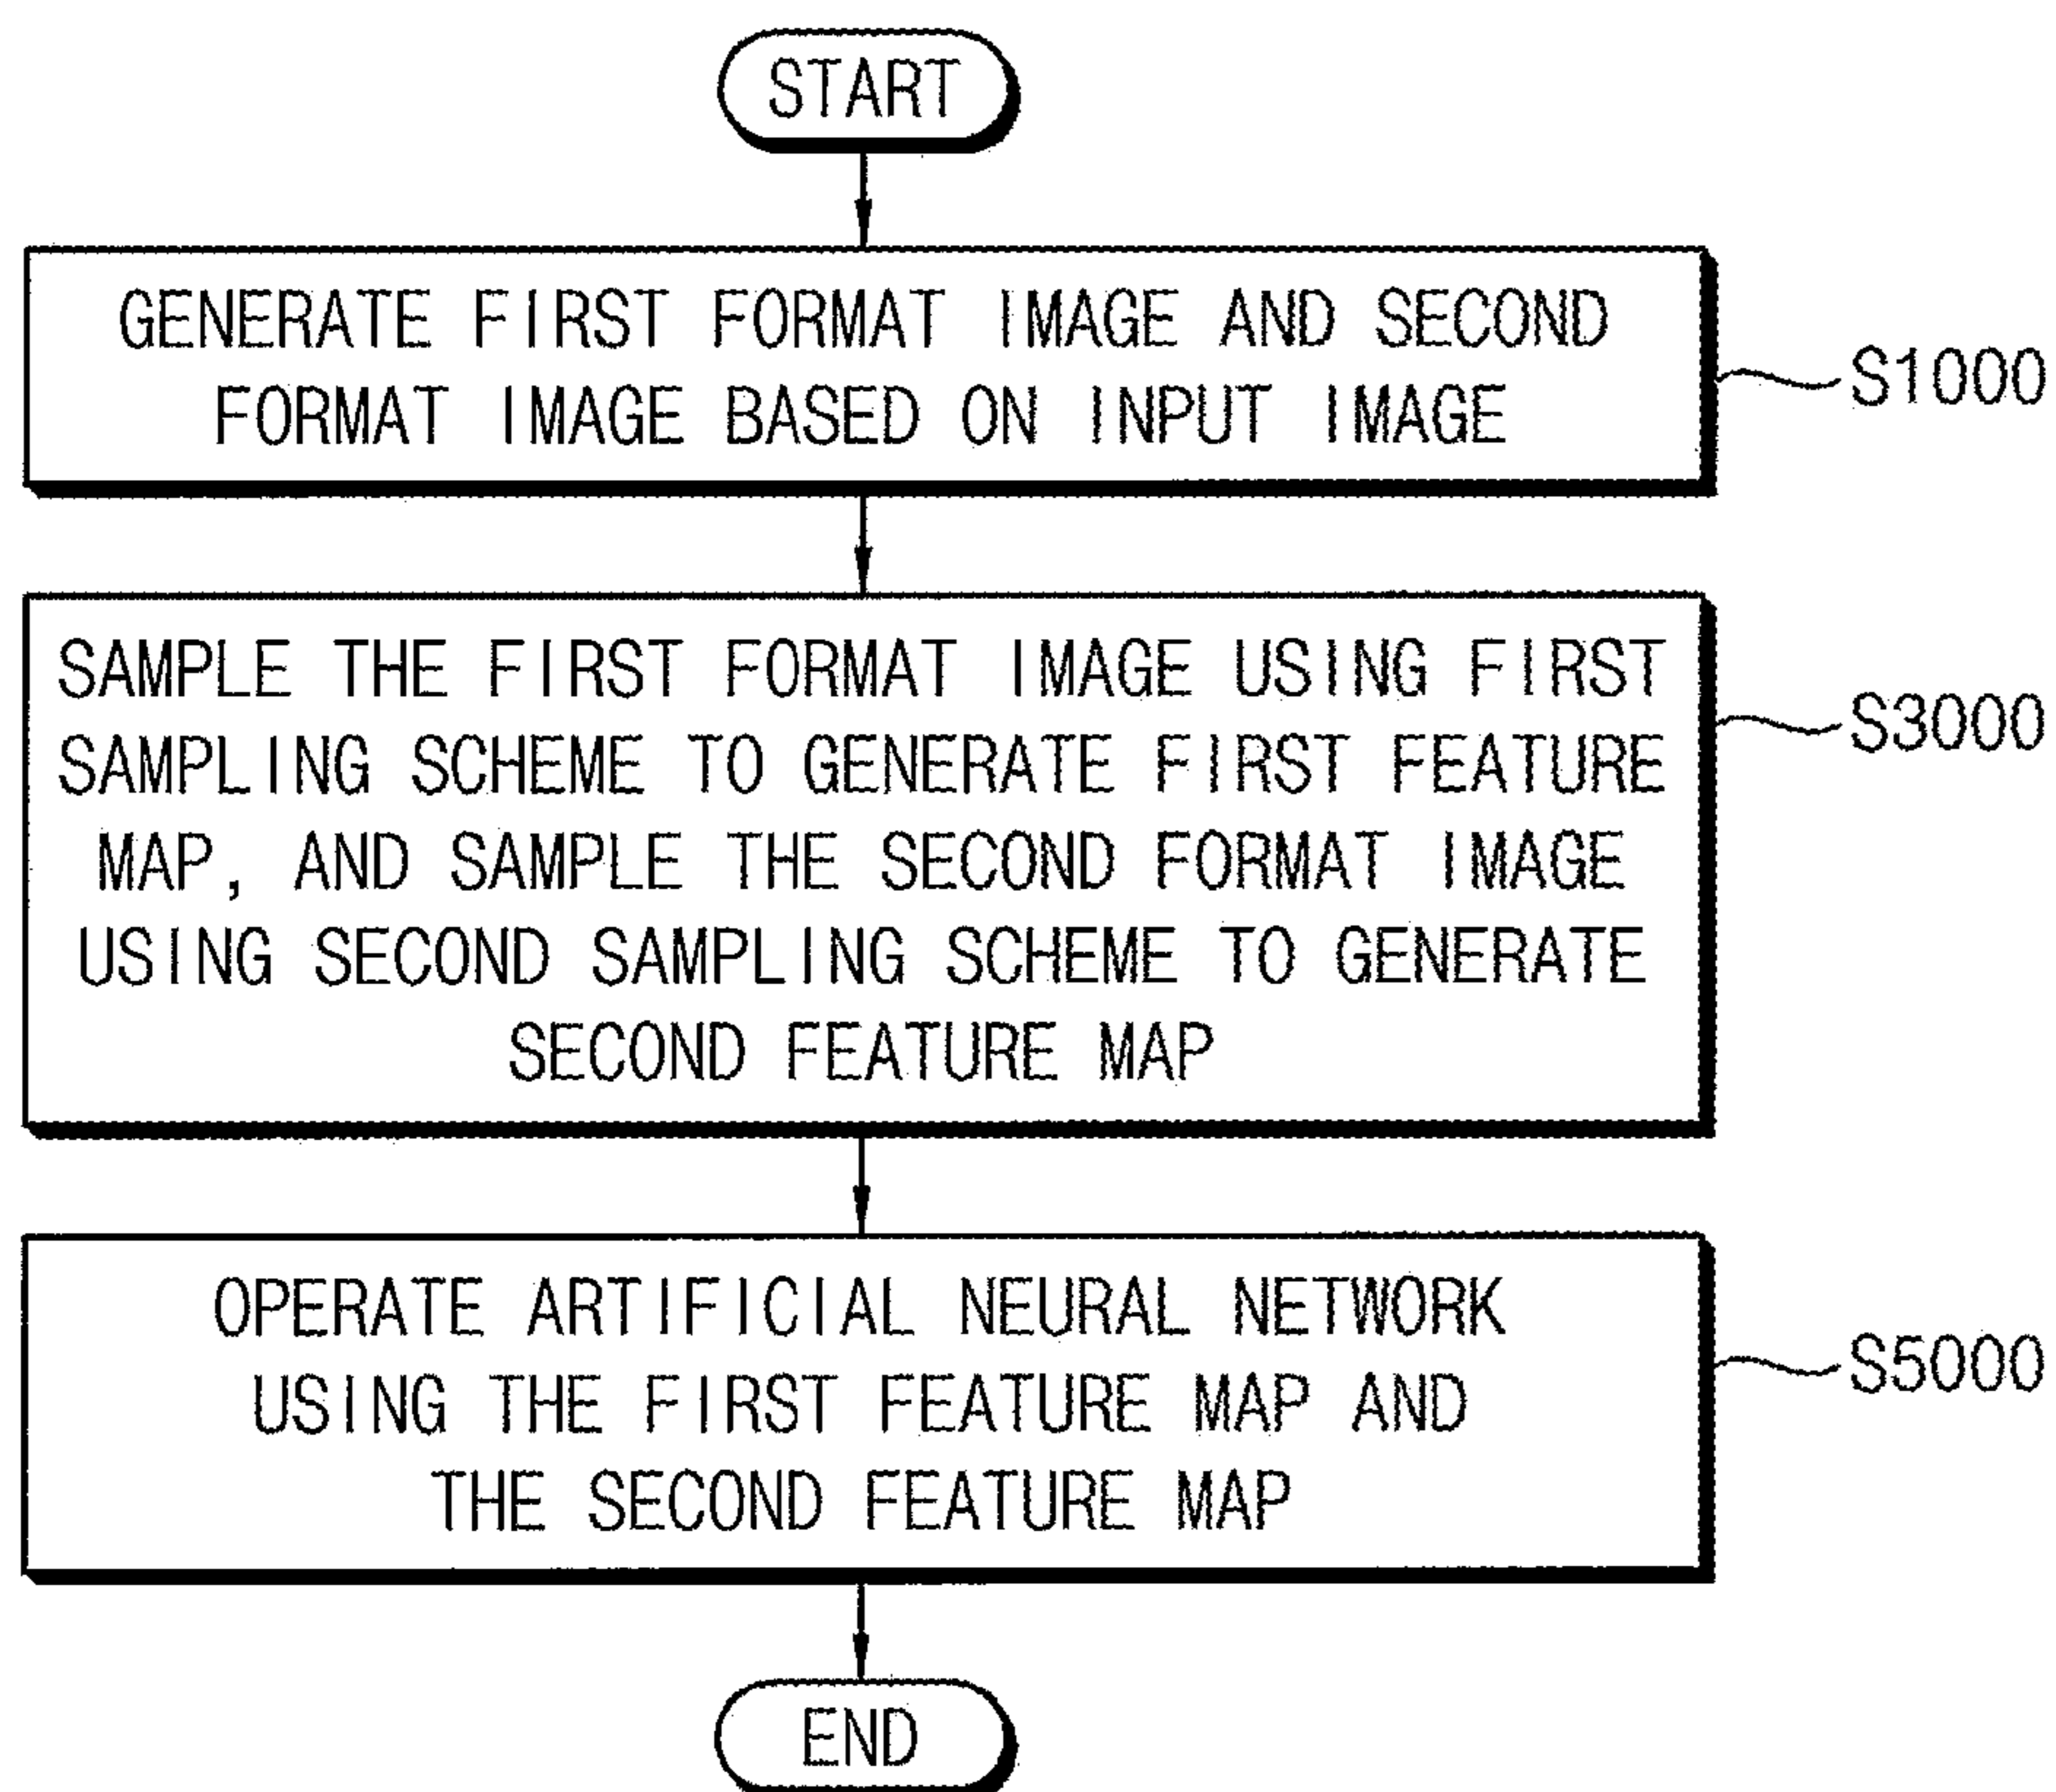 START
GENERATE FIRST FORMAT IMAGE AND SECOND
FORMAT IMAGE BASED ON INPUT IMAGE
S1000
SAMPLE THE FIRST FORMAT IMAGE USING FIRST
SAMPLING SCHEME TO GENERATE FIRST FEATURE
MAP, AND SAMPLE THE SECOND FORMAT IMAGE
USING SECOND SAMPLING SCHEME TO GENERATE
SECOND FEATURE MAP
S3000
OPERATE ARTIFICIAL NEURAL NETWORK
USING THE FIRST FEATURE MAP AND
THE SECOND FEATURE MAP
S5000
END